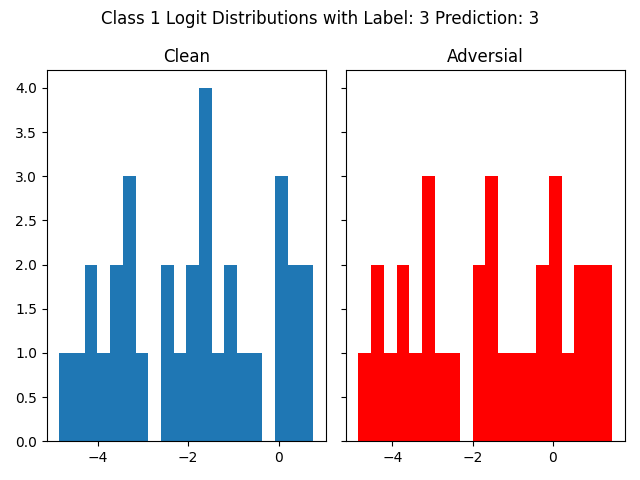 Class 1 Logit Distributions with Label: 3 Prediction: 3
Clean
Adversial
4.0
3.5
3.0
2.5
2.0
1.5
1.0
0.5
0.0
−4 −2 0
−4 −2 0